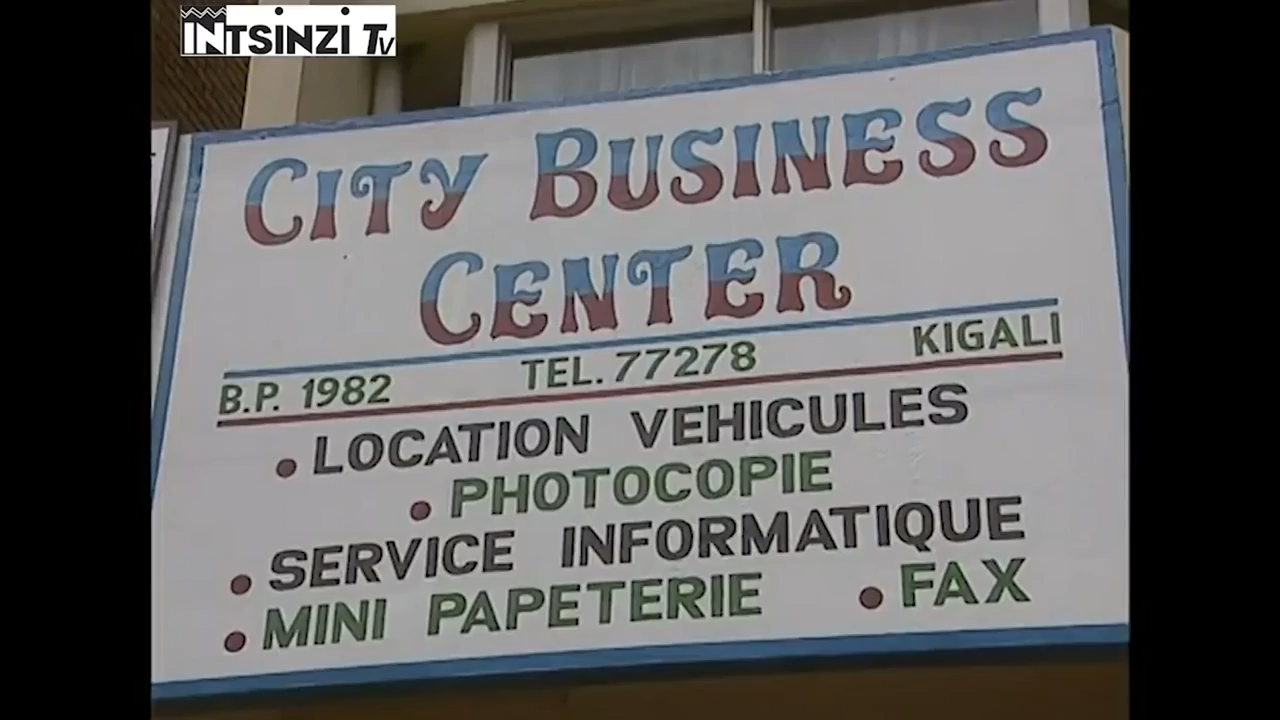 INTSINZI TV
CITY BUSINESS
CENTER
B.P. 1982 TEL. 77278 KIGALI
• LOCATION VEHICULES
• PHOTOCOPIE
• SERVICE INFORMATIQUE
• MINI PAPETERIE • FAX